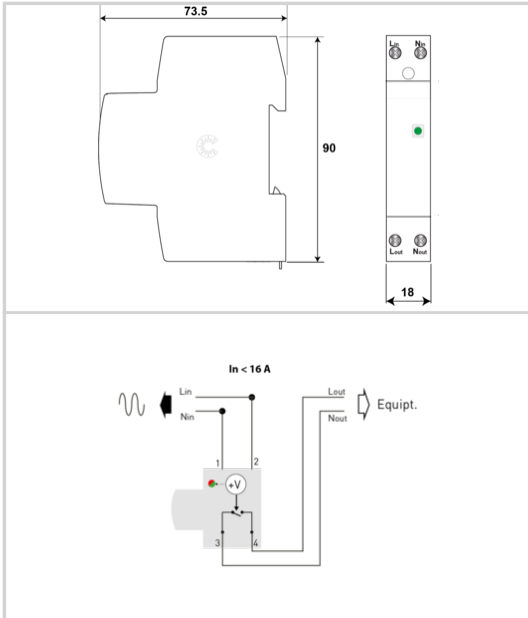 73.5
Lin Nin
90
Lout Nout
18
In < 16 A
Lin
Nin
Lout
Nout
Equipt.
1 2
+V
3 4